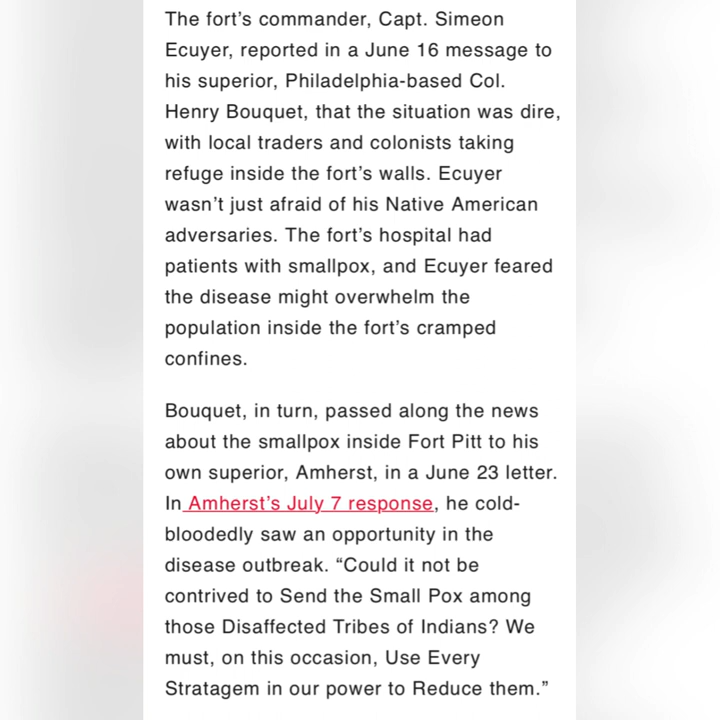 The fort’s commander, Capt. Simeon
Ecuyer, reported in a June 16 message to
his superior, Philadelphia-based Col.
Henry Bouquet, that the situation was dire,
with local traders and colonists taking
refuge inside the fort’s walls. Ecuyer
wasn’t just afraid of his Native American
adversaries. The fort’s hospital had
patients with smallpox, and Ecuyer feared
the disease might overwhelm the
population inside the fort’s cramped
confines.
Bouquet, in turn, passed along the news
about the smallpox inside Fort Pitt to his
own superior, Amherst, in a June 23 letter.
In Amherst’s July 7 response, he cold-
bloodedly saw an opportunity in the
disease outbreak. “Could it not be
contrived to Send the Small Pox among
those Disaffected Tribes of Indians? We
must, on this occasion, Use Every
Stratagem in our power to Reduce them.”